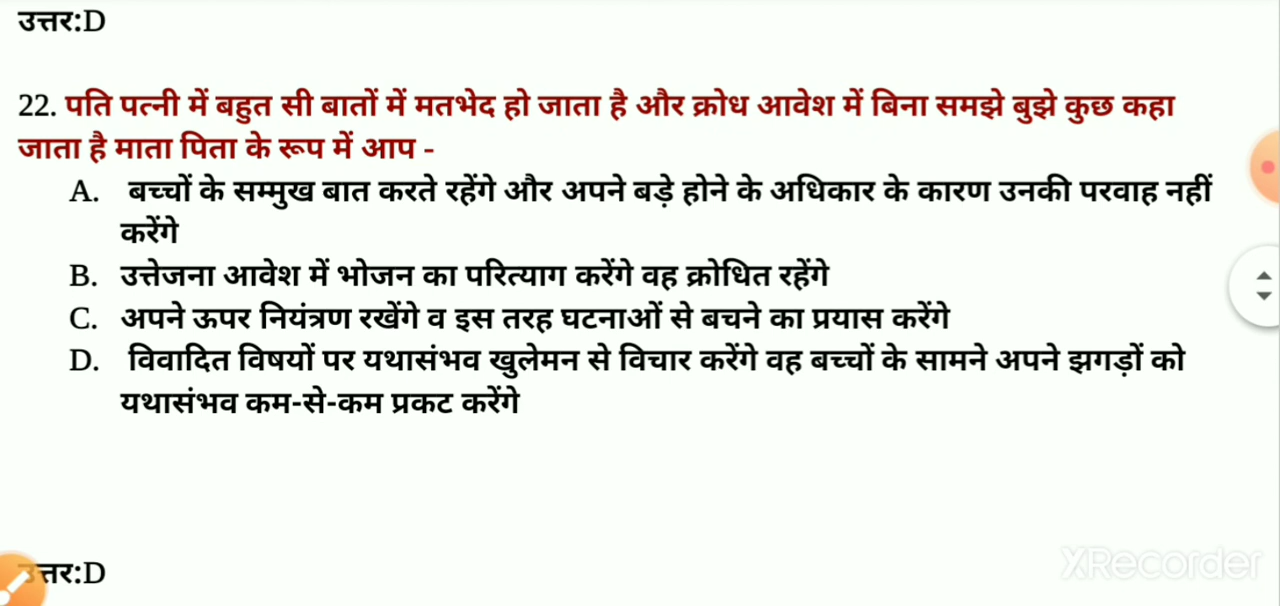 उत्तर:D
22. पति पत्नी में बहुत सी बातों में मतभेद हो जाता है और क्रोध आवेश में बिना समझे बुझे कुछ कहा
जाता है माता पिता के रूप में आप -
A. बच्चों के सम्मुख बात करते रहेंगे और अपने बड़े होने के अधिकार के कारण उनकी परवाह नहीं
करेंगे
B. उत्तेजना आवेश में भोजन का परित्याग करेंगे वह क्रोधित रहेंगे
C. अपने ऊपर नियंत्रण रखेंगे व इस तरह घटनाओं से बचने का प्रयास करेंगे
D. विवादित विषयों पर यथासंभव खुलेमन से विचार करेंगे वह बच्चों के सामने अपने झगड़ों को
यथासंभव कम-से-कम प्रकट करेंगे
उत्तर:D
XRecorder